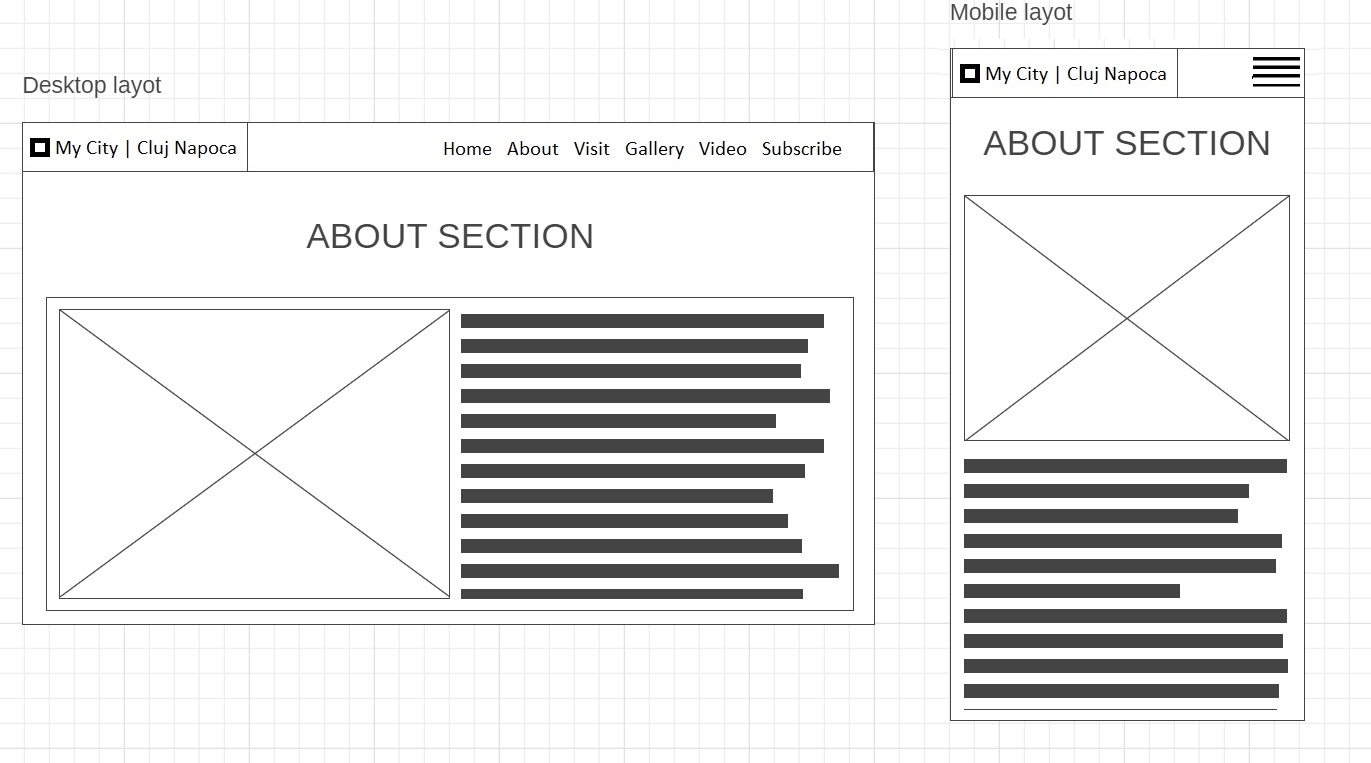 Mobile layot
Desktop layot
My City | Cluj Napoca
Home About Visit Gallery Video Subscribe
ABOUT SECTION
My City | Cluj Napoca
ABOUT SECTION